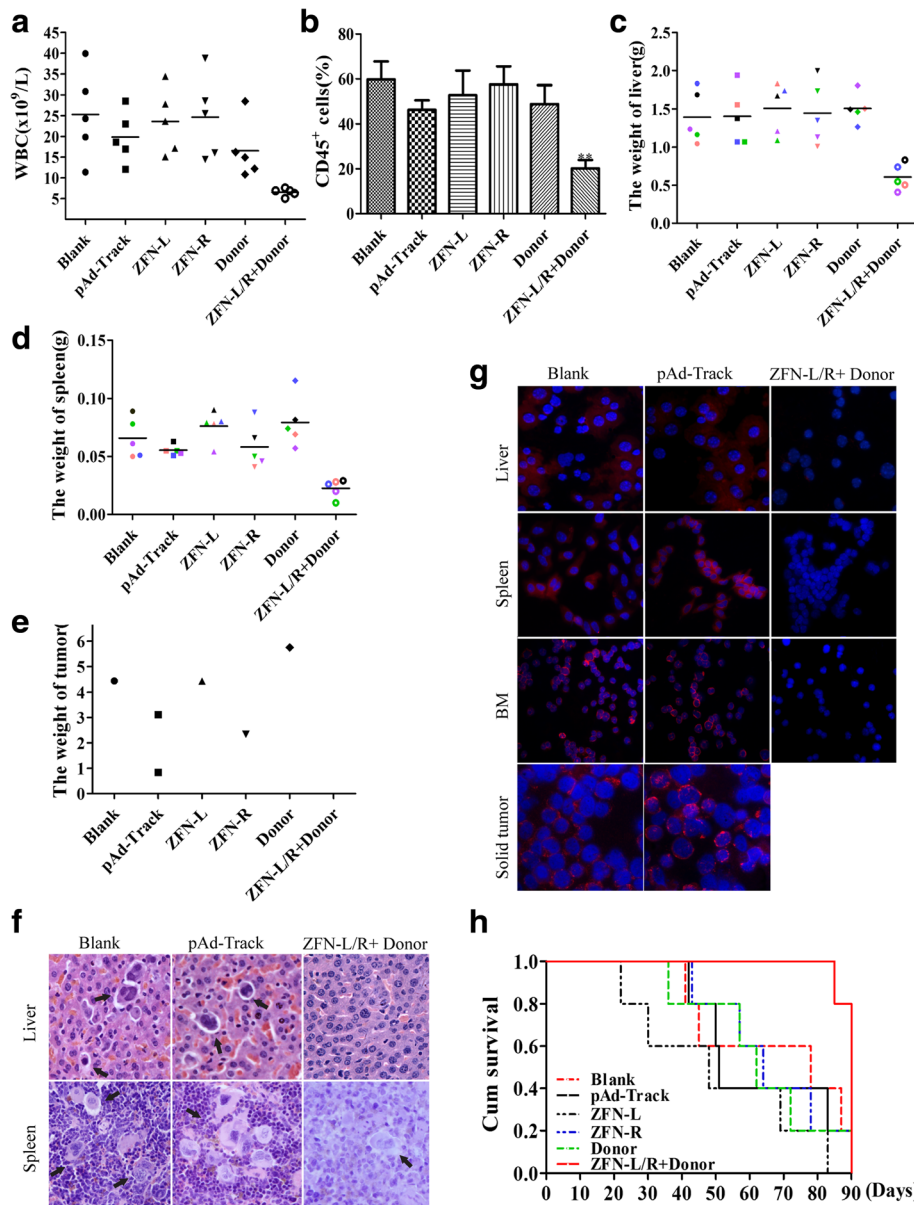 a
WBC(x10⁹/L)
45
40
35
30
25
20
15
10
5
Blank
pAd-Track
ZFN-L
ZFN-R
Donor
ZFN-L/R+Donor
b
CD45⁺ cells(%)
80
60
40
20
0
**
Blank
pAd-Track
ZFN-L
ZFN-R
Donor
ZFN-L/R+Donor
c
The weight of liver(g)
2.5
2.0
1.5
1.0
0.5
0.0
Blank
pAd-Track
ZFN-L
ZFN-R
Donor
ZFN-L/R+Donor
d
The weight of spleen(g)
0.15
0.10
0.05
0.00
Blank
pAd-Track
ZFN-L
ZFN-R
Donor
ZFN-L/R+Donor
e
The weight of tumor(
6
5
4
3
2
1
0
Blank
pAd-Track
ZFN-L
ZFN-R
Donor
ZFN-L/R+Donor
f
Blank
pAd-Track
ZFN-L/R+ Donor
Liver
Spleen
g
Blank
pAd-Track
ZFN-L/R+ Donor
Liver
Spleen
BM
Solid tumor
h
Cum survival
1.0
0.8
0.6
0.4
0.2
0.0
Blank
pAd-Track
ZFN-L
ZFN-R
Donor
ZFN-L/R+Donor
0 10 20 30 40 50 60 70 80 90 (Days)